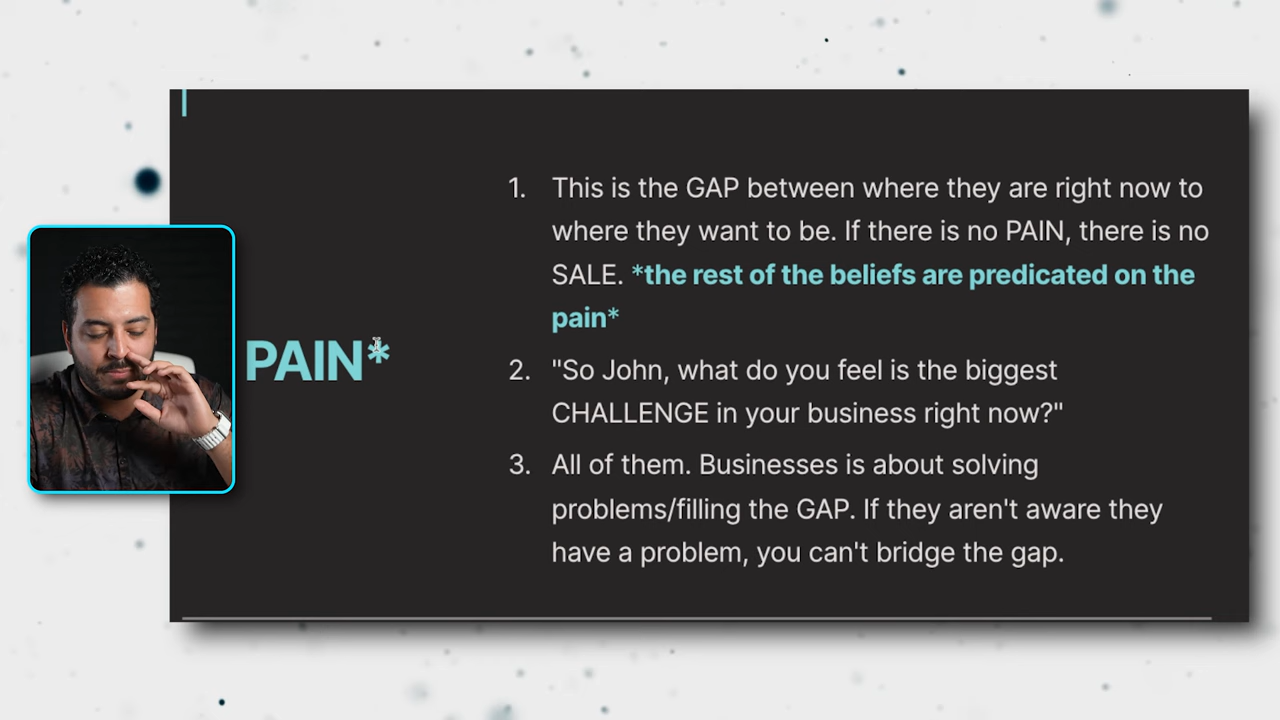 PAIN*
1. This is the GAP between where they are right now to
where they want to be. If there is no PAIN, there is no
SALE. *the rest of the beliefs are predicated on the
pain*
2. "So John, what do you feel is the biggest
CHALLENGE in your business right now?"
3. All of them. Businesses is about solving
problems/filling the GAP. If they aren't aware they
have a problem, you can't bridge the gap.